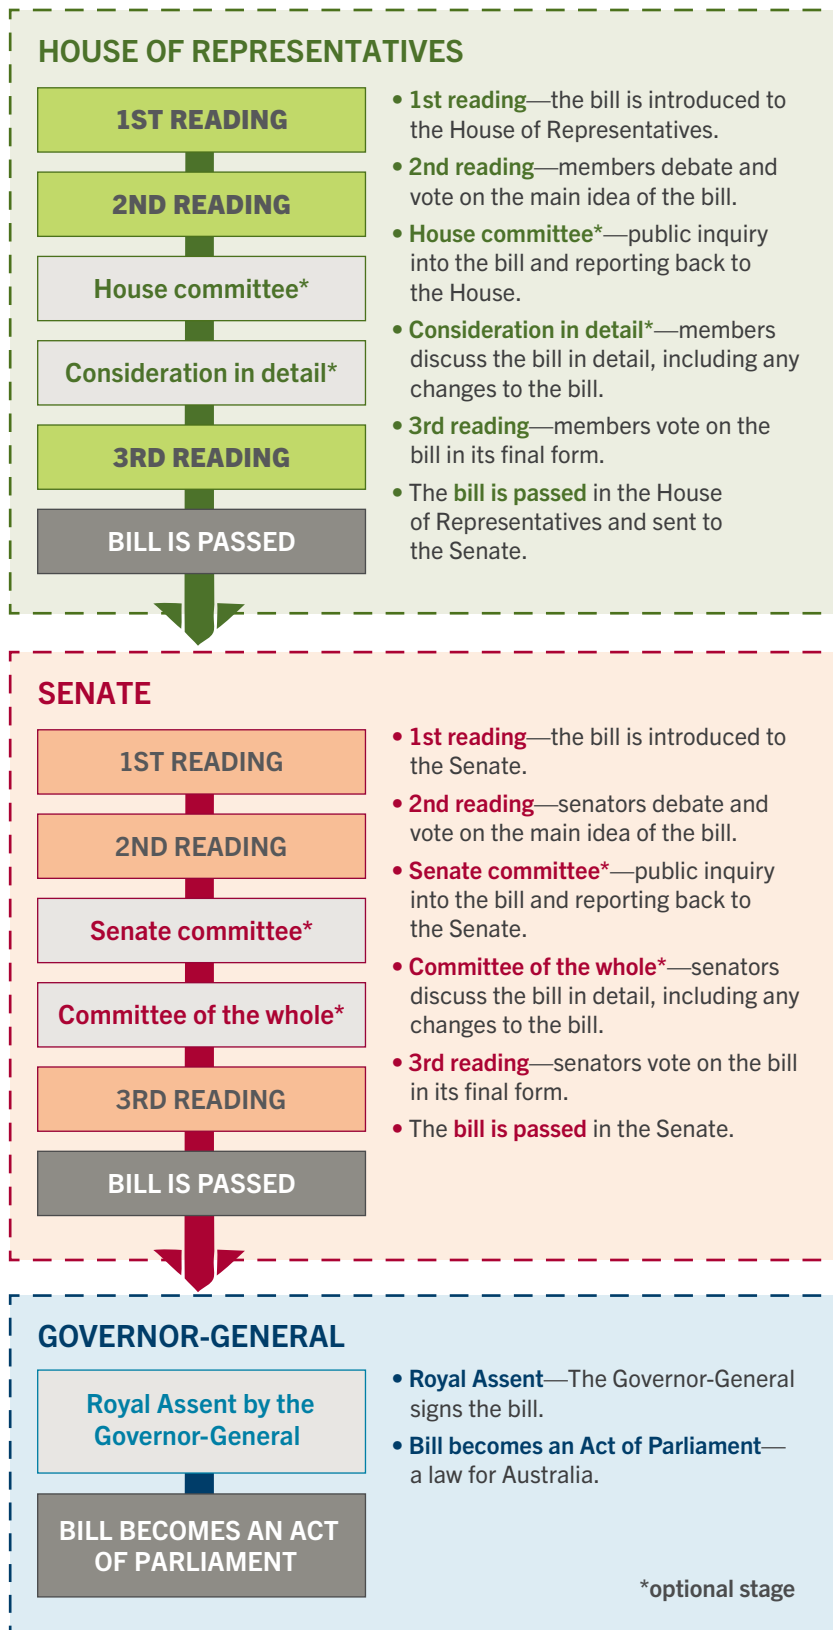 HOUSE OF REPRESENTATIVES
1ST READING
2ND READING
House committee*
Consideration in detail*
3RD READING
BILL IS PASSED
• 1st reading—the bill is introduced to
the House of Representatives.
• 2nd reading—members debate and
vote on the main idea of the bill.
• House committee*—public inquiry
into the bill and reporting back to
the House.
• Consideration in detail*—members
discuss the bill in detail, including any
changes to the bill.
• 3rd reading—members vote on the
bill in its final form.
• The bill is passed in the House
of Representatives and sent to
the Senate.
SENATE
1ST READING
2ND READING
Senate committee*
Committee of the whole*
3RD READING
BILL IS PASSED
• 1st reading—the bill is introduced to
the Senate.
• 2nd reading—senators debate and
vote on the main idea of the bill.
• Senate committee*—public inquiry
into the bill and reporting back to
the Senate.
• Committee of the whole*—senators
discuss the bill in detail, including any
changes to the bill.
• 3rd reading—senators vote on the bill
in its final form.
• The bill is passed in the Senate.
GOVERNOR-GENERAL
Royal Assent by the
Governor-General
BILL BECOMES AN ACT
OF PARLIAMENT
• Royal Assent—The Governor-General
signs the bill.
• Bill becomes an Act of Parliament—
a law for Australia.
*optional stage